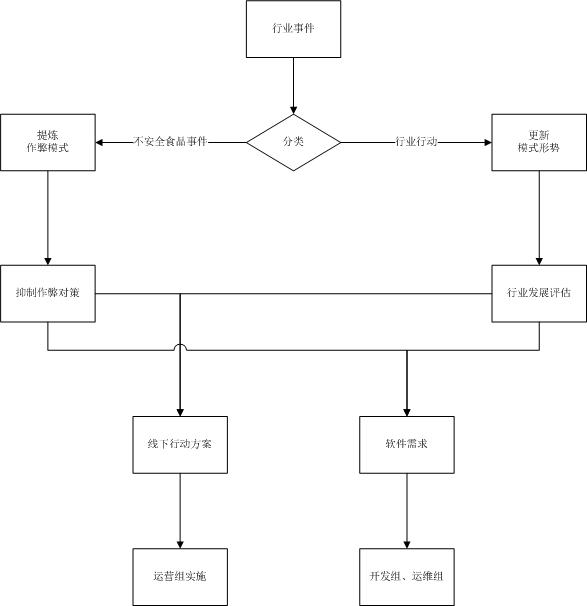 行业事件
提炼
作弊模式
不安全食品事件
分类
行业行动
更新
模式形势
抑制作弊对策
行业发展评估
线下行动方案
软件需求
运营组实施
开发组、运维组